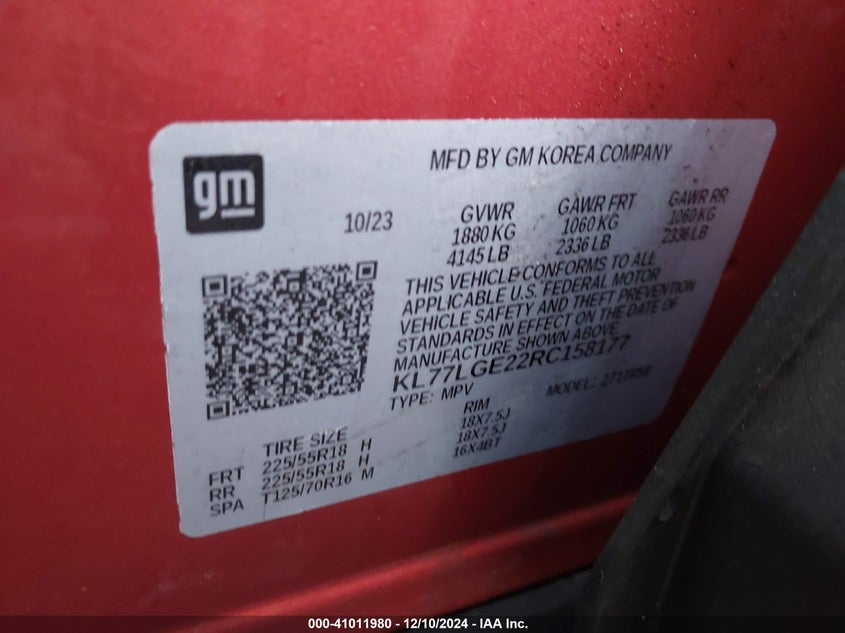 gm
MFD BY GM KOREA COMPANY
10/23
GVWR GAWR FRT GAWR RR
1880 KG 1060 KG 1060 KG
4145 LB 2336 LB 2336 LB
THIS VEHICLE CONFORMS TO ALL
APPLICABLE U.S. FEDERAL MOTOR
VEHICLE SAFETY AND THEFT PREVENTION
STANDARDS IN EFFECT ON THE DATE OF
MANUFACTURE SHOWN ABOVE.
KL77LGE22RC158177
TYPE: MPV MODEL:
TIRE SIZE RIM
FRT 225/55R18 H 18X7.5J
RR 225/55R18 H 18X7.5J
SPA T125/70R16 M 16X4BT
000-41011980 - 12/10/2024 - IAA Inc.